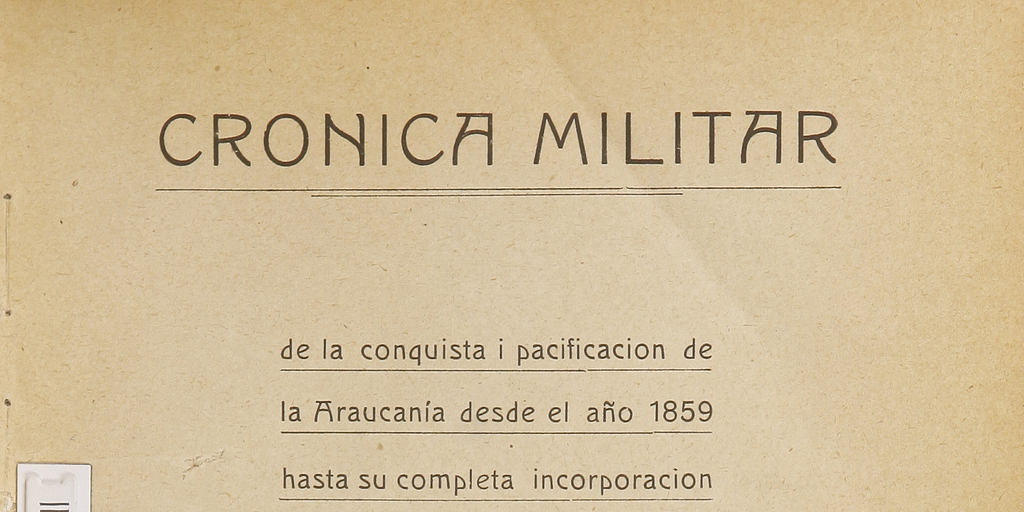 CRONICA MILITAR
de la conquista i pacificacion de
la Araucanía desde el año 1859
hasta su completa incorporacion